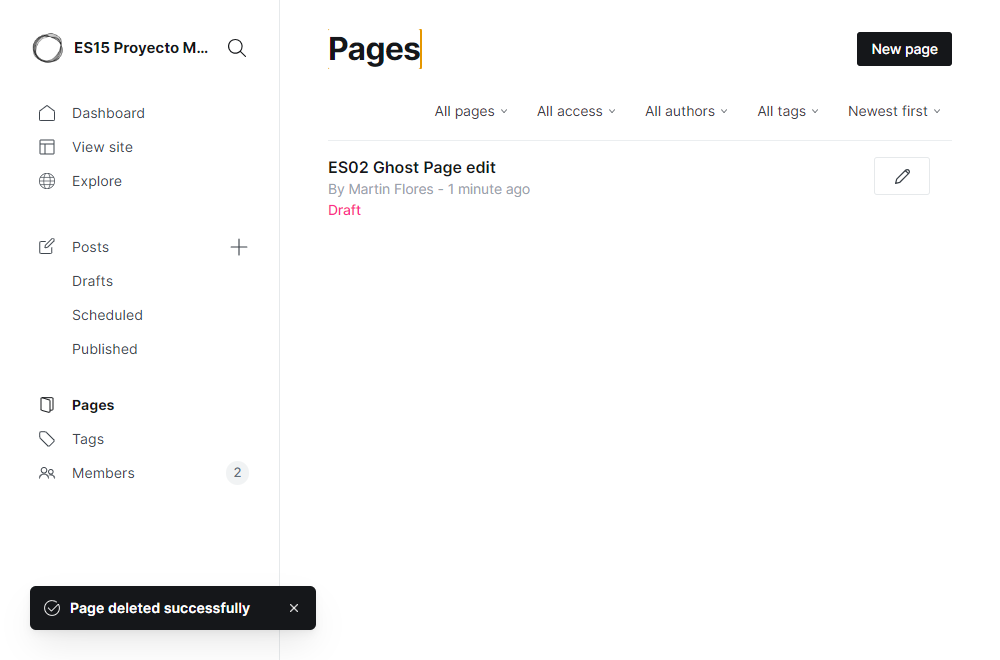 ES15 Proyecto M...
Dashboard
View site
Explore
Posts
Drafts
Scheduled
Published
Pages
Tags
Members 2
Page deleted successfully
Pages
New page
All pages All access All authors All tags Newest first
ES02 Ghost Page edit
By Martin Flores - 1 minute ago
Draft